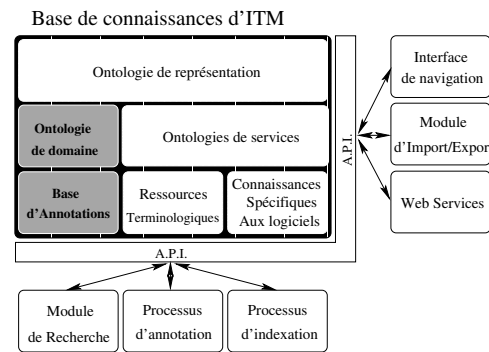 Base de connaissances d'ITM
Ontologie de représentation
Interface
de navigation
Ontologie
de domaine
Ontologies de services
A.P.I.
Module
d'Import/Expor
Base
d'Annotations
Ressources
Terminologiques
Connaissances
Spécifiques
Aux logiciels
Web Services
A.P.I.
Module
de Recherche
Processus
d'annotation
Processus
d'indexation